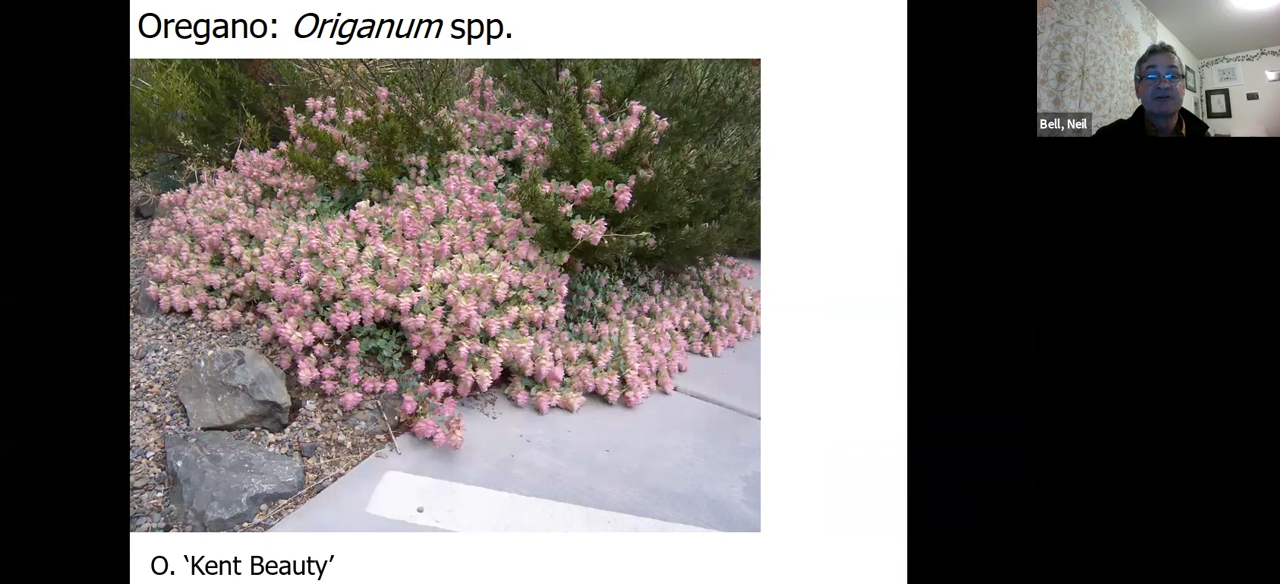 Oregano: Origanum spp.
Bell, Neil
O. ‘Kent Beauty’